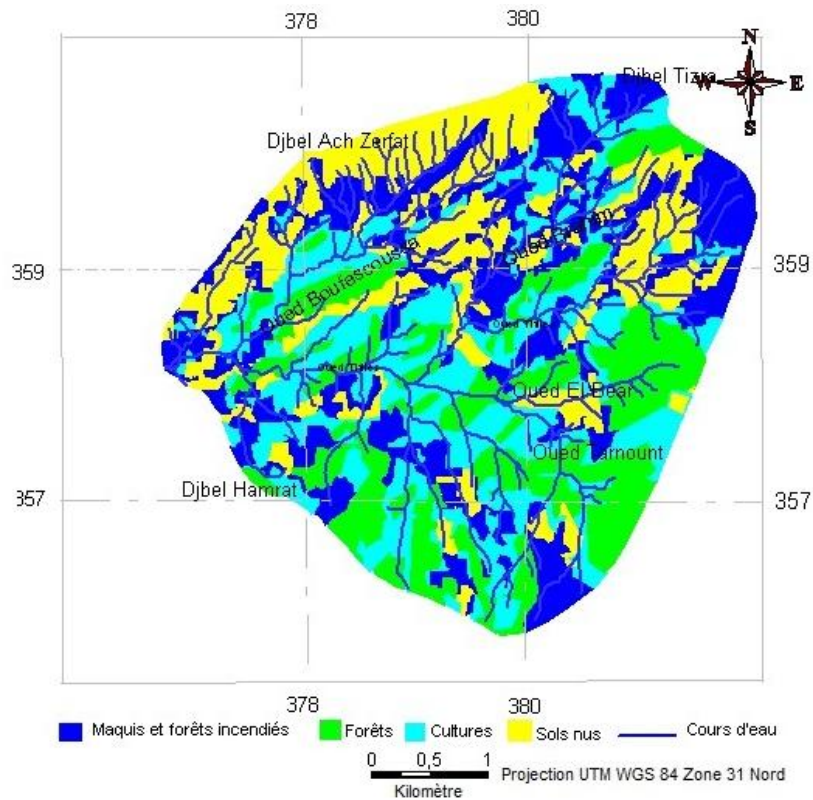 378
380
N
Djbel Tizra
W
E
S
Djbel Ach Zerfat
359
359
Oued Boufescouska
Oued El Bear
Oued Tarnount
Djbel Hamrat
357
357
378
380
Maquis et forêts incendiés
Forêts
Cultures
Sols nus
Cours d'eau
0
0,5
1
Kilomètre
Projection UTM WGS 84 Zone 31 Nord